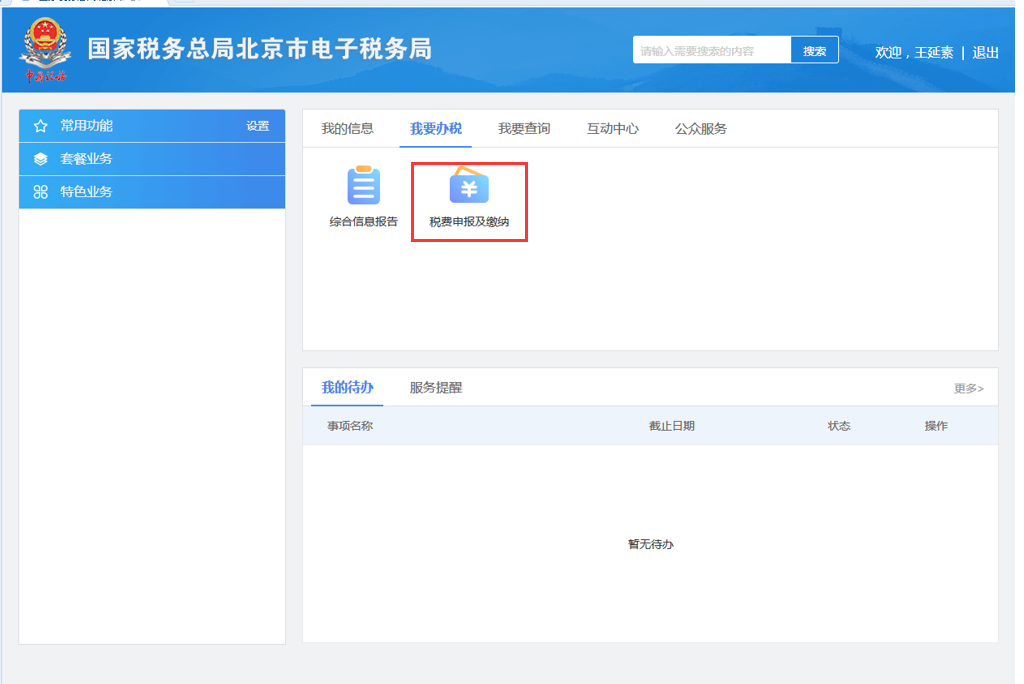 国家税务总局北京市电子税务局
请输入需要搜索的内容 搜索
欢迎，王延素 | 退出
常用功能 设置
套餐业务
特色业务
我的信息 我要办税 我要查询 互动中心 公众服务
综合信息报告 税费申报及缴纳
我的待办 服务提醒 更多>
事项名称 截止日期 状态 操作
暂无待办